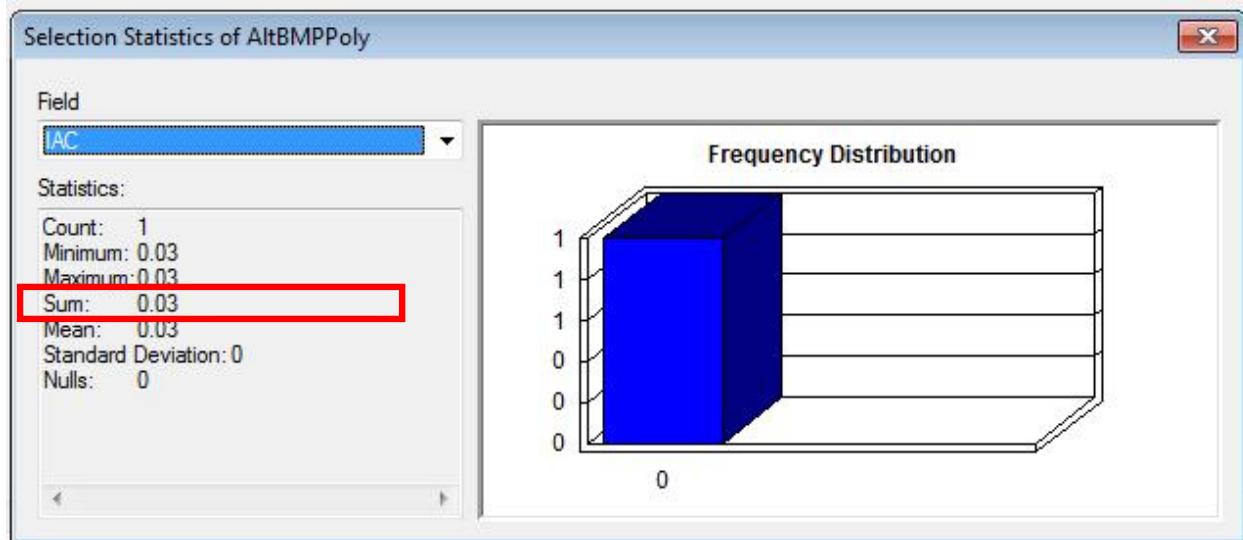 Selection Statistics of AltBMPPoly
Field
IAC
Statistics:
Count: 1
Minimum: 0.03
Maximum: 0.03
Sum: 0.03
Mean: 0.03
Standard Deviation: 0
Nulls: 0
Frequency Distribution
1
1
1
0
0
0
0